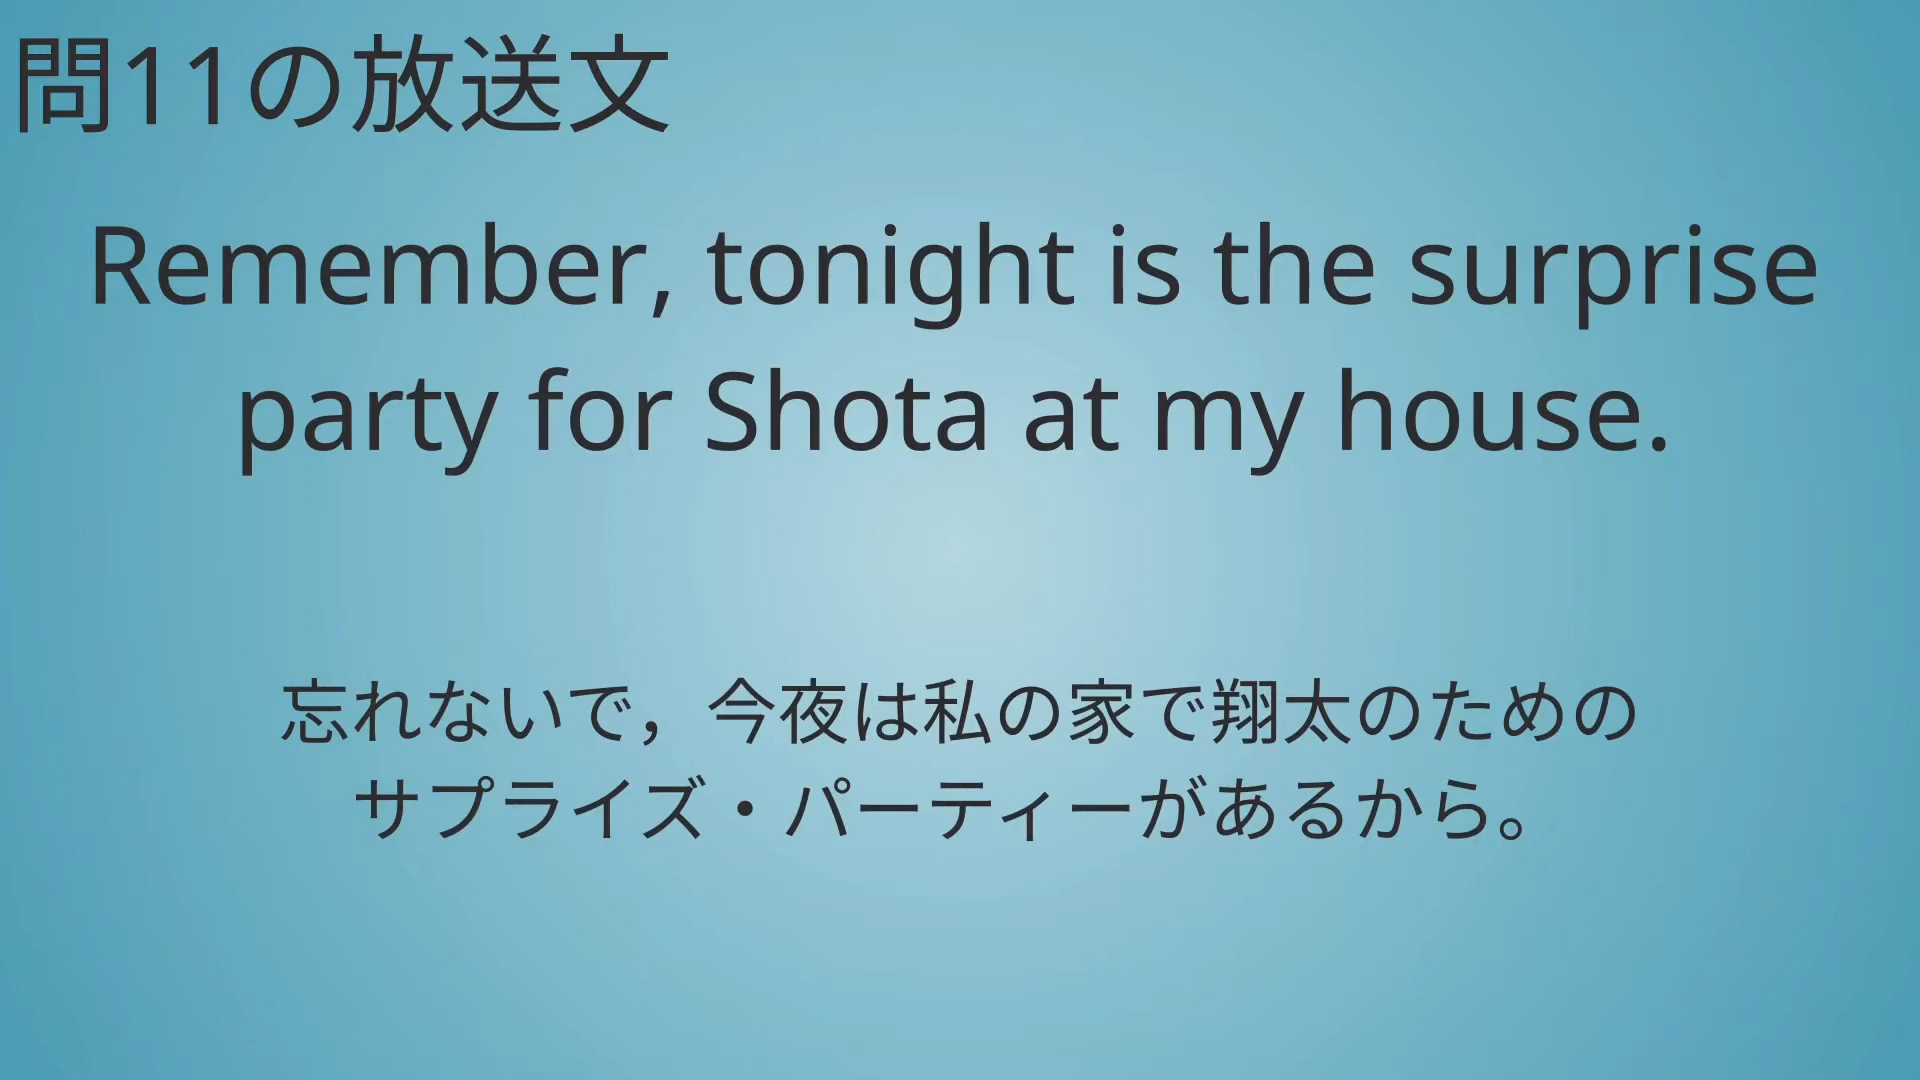 問11の放送文
Remember, tonight is the surprise
party for Shota at my house.
忘れないで，今夜は私の家で翔太のための
サプライズ・パーティーがあるから。